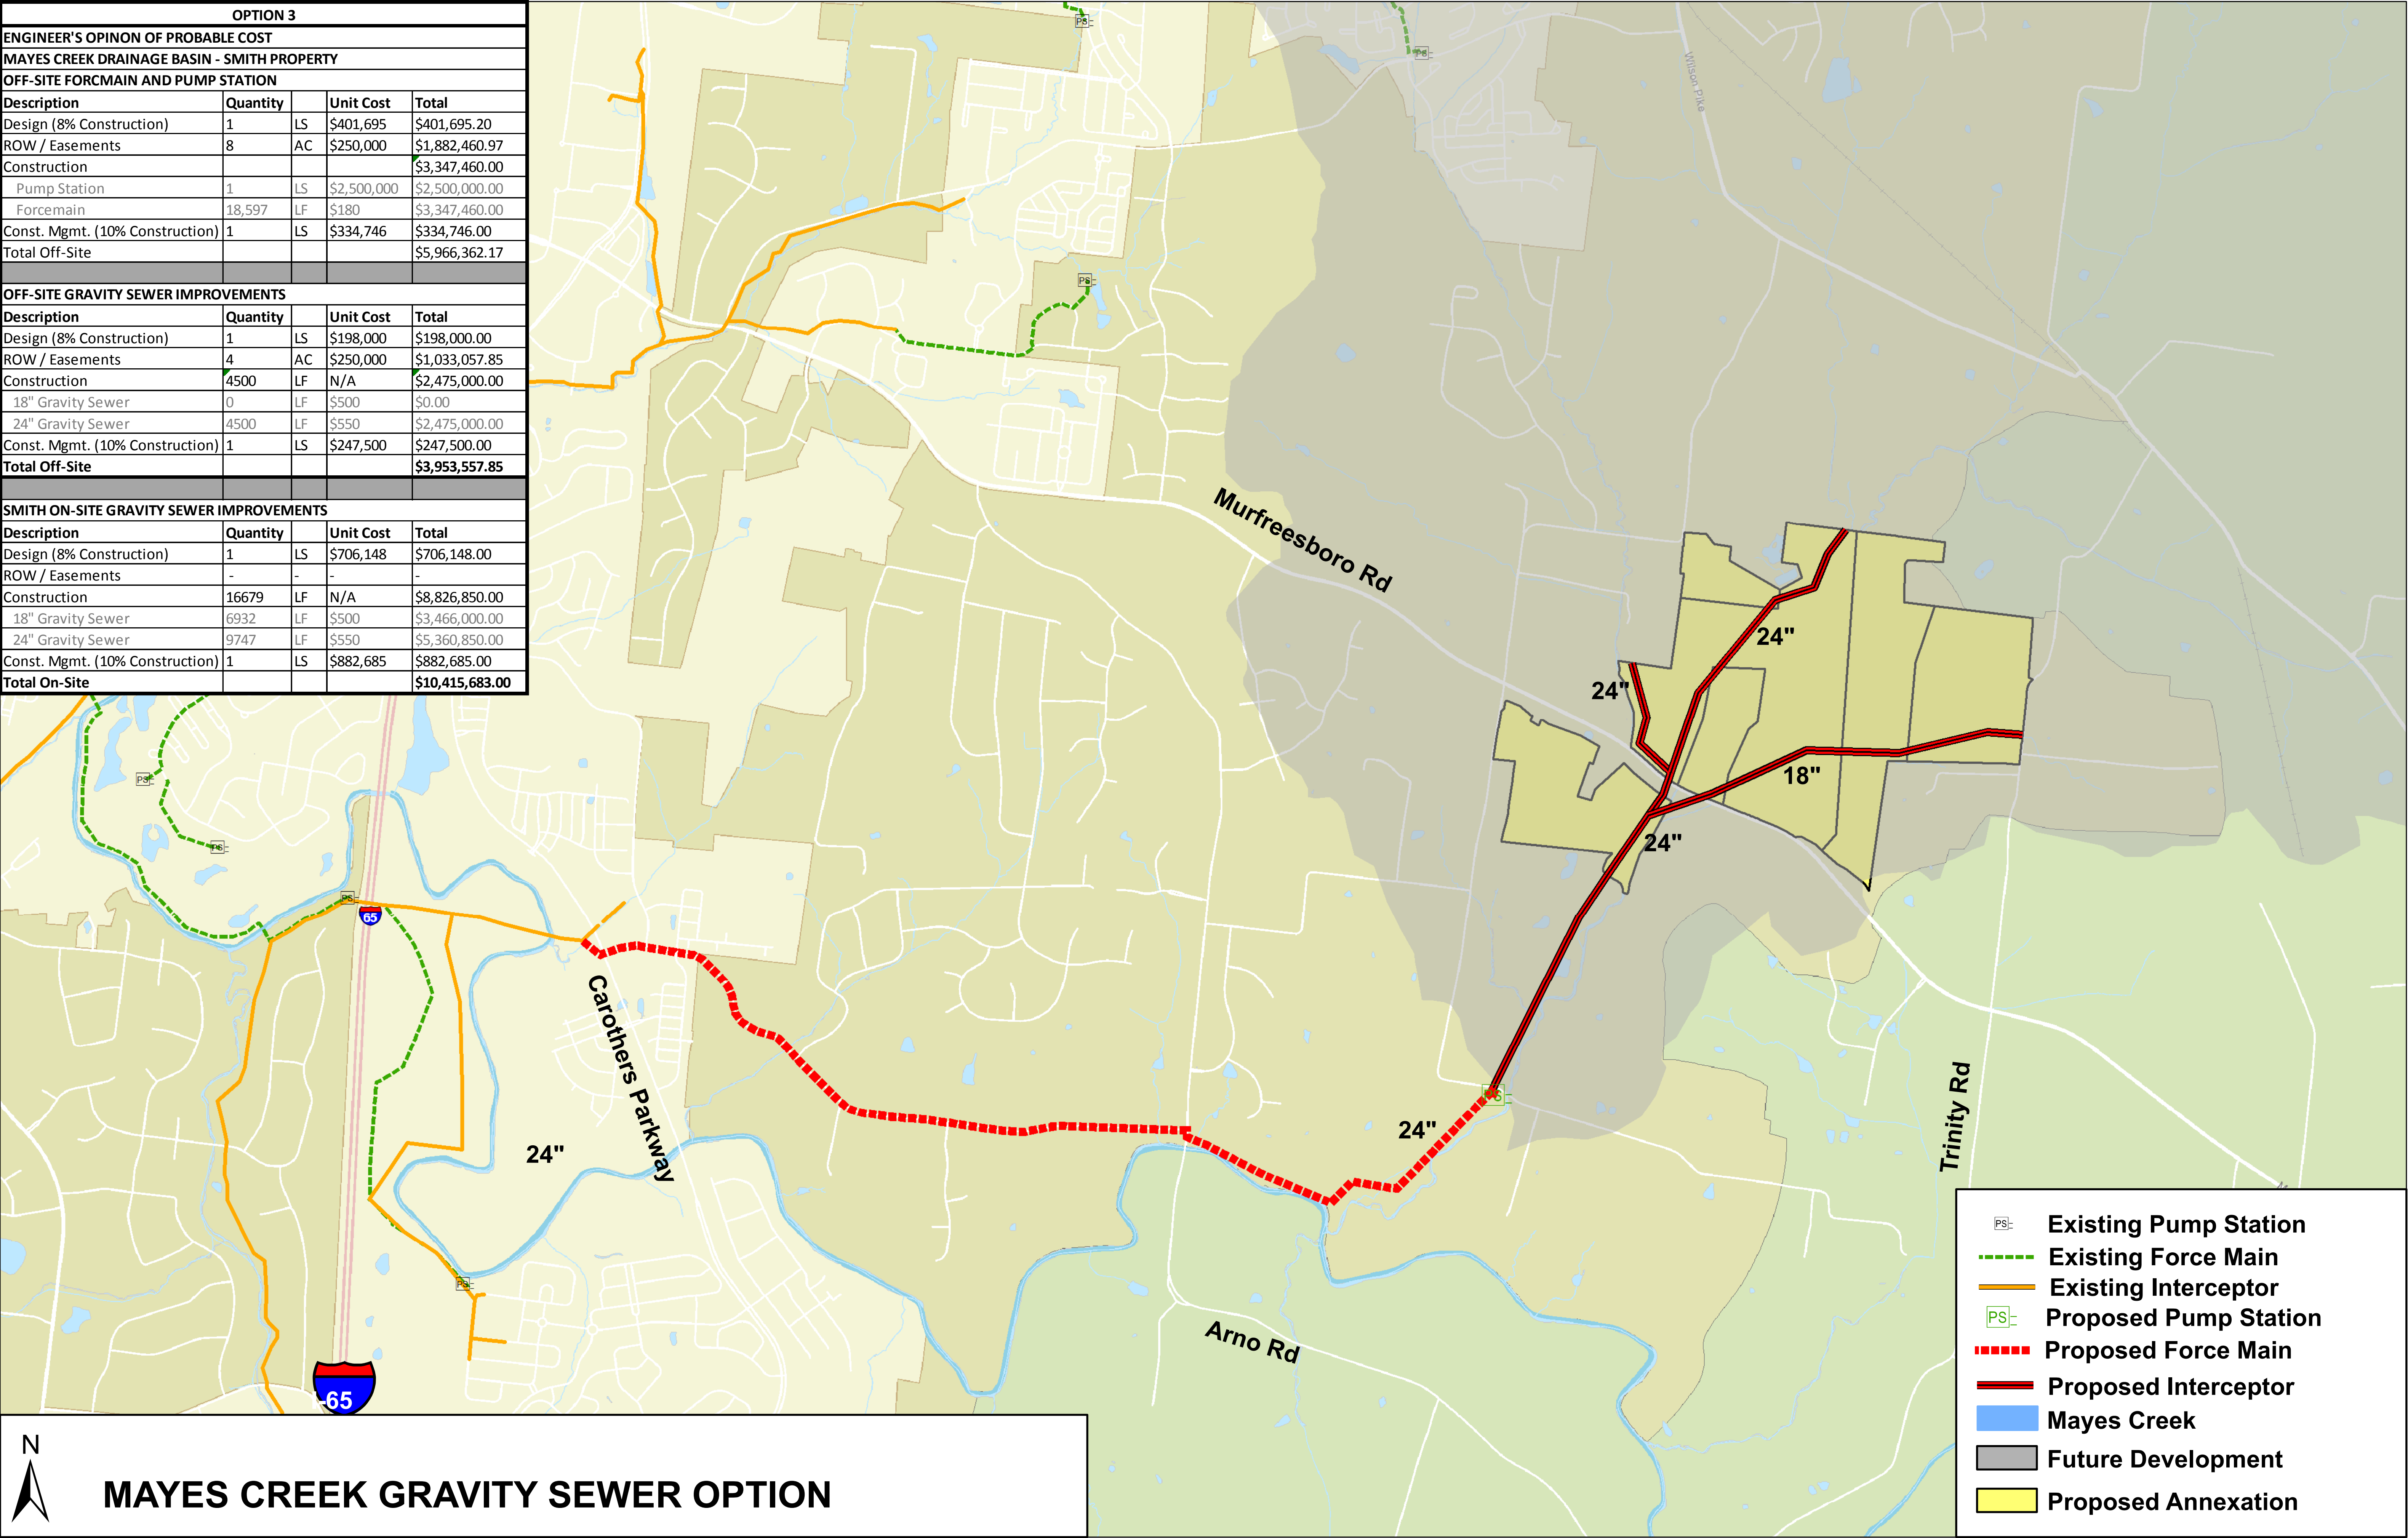 OPTION 3
ENGINEER'S OPINON OF PROBABLE COST
MAYES CREEK DRAINAGE BASIN - SMITH PROPERTY
OFF-SITE FORCMAIN AND PUMP STATION
Description Quantity Unit Cost Total
Design (8% Construction) 1 LS $401,695 $401,695.20
ROW / Easements 8 AC $250,000 $1,882,460.97
Construction $3,347,460.00
Pump Station 1 LS $2,500,000 $2,500,000.00
Forcemain 18,597 LF $180 $3,347,460.00
Const. Mgmt. (10% Construction) 1 LS $334,746 $334,746.00
Total Off-Site $5,966,362.17
OFF-SITE GRAVITY SEWER IMPROVEMENTS
Description Quantity Unit Cost Total
Design (8% Construction) 1 LS $198,000 $198,000.00
ROW / Easements 4 AC $250,000 $1,033,057.85
Construction 4500 LF N/A $2,475,000.00
18" Gravity Sewer 0 LF $500 $0.00
24" Gravity Sewer 4500 LF $550 $2,475,000.00
Const. Mgmt. (10% Construction) 1 LS $247,500 $247,500.00
Total Off-Site $3,953,557.85
SMITH ON-SITE GRAVITY SEWER IMPROVEMENTS
Description Quantity Unit Cost Total
Design (8% Construction) 1 LS $706,148 $706,148.00
ROW / Easements - - - -
Construction 16679 LF N/A $8,826,850.00
18" Gravity Sewer 6932 LF $500 $3,466,000.00
24" Gravity Sewer 9747 LF $550 $5,360,850.00
Const. Mgmt. (10% Construction) 1 LS $882,685 $882,685.00
Total On-Site $10,415,683.00
PS
PS
Wilson Pike
PS
Murfreesboro Rd
24"
24"
18"
24"
PS
PS
PS
65
Carothers Parkway
PS
24"
24"
Trinity Rd
PS
Arno Rd
-65
PS Existing Pump Station
Existing Force Main
Existing Interceptor
PS Proposed Pump Station
Proposed Force Main
Proposed Interceptor
Mayes Creek
Future Development
Proposed Annexation
N
MAYES CREEK GRAVITY SEWER OPTION